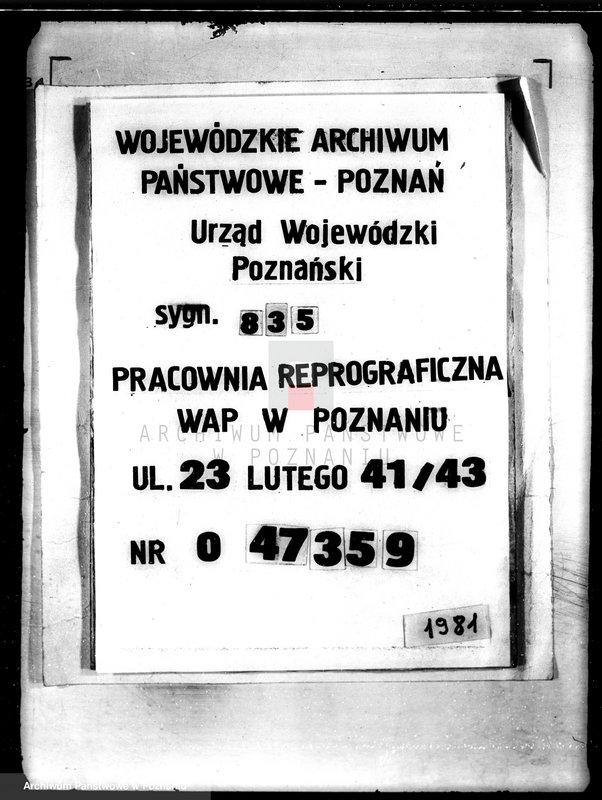 WOJEWÓDZKIE ARCHIWUM
PAŃSTWOWE - POZNAŃ
Urząd Wojewódzki
Poznański
sygn. 835
PRACOWNIA REPROGRAFICZNA
WAP W POZNANIU
ARCHIWUM PAŃSTWOWE
W POZNANIU
UL. 23 LUTEGO 41/43
NR 0 47359
1981
Archiwum Państwowe w Poznaniu